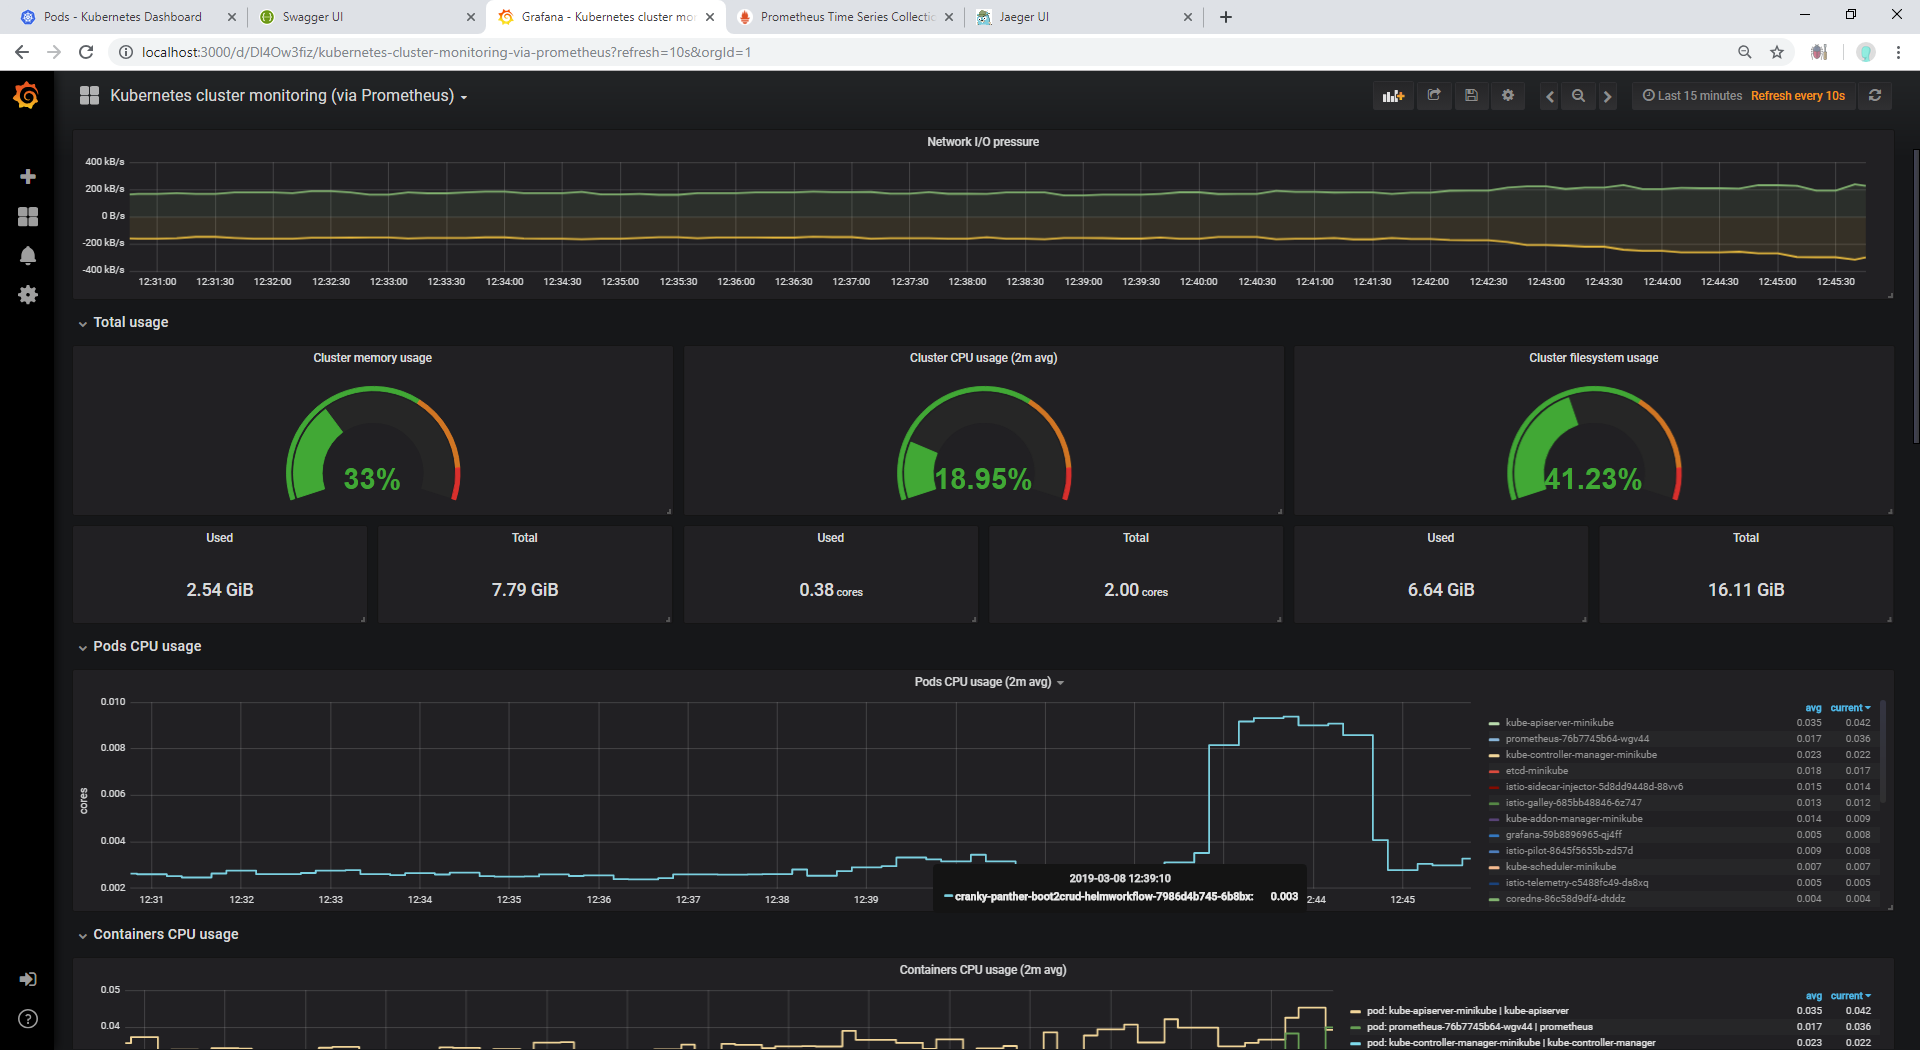 Pods - Kubernetes Dashboard
Swagger UI
Grafana - Kubernetes cluster mon
Prometheus Time Series Collectic
Jaeger UI
localhost:3000/d/DI4Ow3fiz/kubernetes-cluster-monitoring-via-prometheus?refresh=10s&orgId=1
Kubernetes cluster monitoring (via Prometheus)
Last 15 minutes Refresh every 10s
Network I/O pressure
400 kB/s
200 kB/s
0 B/s
-200 kB/s
-400 kB/s
12:31:00 12:31:30 12:32:00 12:32:30 12:33:00 12:33:30 12:34:00 12:34:30 12:35:00 12:35:30 12:36:00 12:36:30 12:37:00 12:37:30 12:38:00 12:38:30 12:39:00 12:39:30 12:40:00 12:40:30 12:41:00 12:41:30 12:42:00 12:42:30 12:43:00 12:43:30 12:44:00 12:44:30 12:45:00 12:45:30
Total usage
Cluster memory usage
33%
Cluster CPU usage (2m avg)
18.95%
Cluster filesystem usage
41.23%
Used
2.54 GiB
Total
7.79 GiB
Used
0.38 cores
Total
2.00 cores
Used
6.64 GiB
Total
16.11 GiB
Pods CPU usage
Pods CPU usage (2m avg)
cores
0.010
0.008
0.006
0.004
0.002
12:31 12:32 12:33 12:34 12:35 12:36 12:37 12:38 12:39 2:44 12:45
2019-03-08 12:39:10
cranky-panther-boot2crud-helmworkflow-7986d4b745-6b8bx: 0.003
avg current
kube-apiserver-minikube 0.035 0.042
prometheus-76b7745b64-wgv44 0.017 0.036
kube-controller-manager-minikube 0.023 0.022
etcd-minikube 0.018 0.017
istio-sidecar-injector-5d8dd9448d-88vv6 0.015 0.014
istio-galley-685bb48846-6z747 0.013 0.012
kube-addon-manager-minikube 0.014 0.009
grafana-59b8896965-qj4ff 0.005 0.008
istio-pilot-8645f5655b-zd57d 0.009 0.008
kube-scheduler-minikube 0.007 0.007
istio-telemetry-c5488fc49-ds8xq 0.005 0.005
coredns-86c58d9df4-dtddz 0.004 0.004
Containers CPU usage
Containers CPU usage (2m avg)
0.05
0.04
avg current
pod: kube-apiserver-minikube | kube-apiserver 0.035 0.042
pod: prometheus-76b7745b64-wgv44 | prometheus 0.017 0.036
pod: kube-controller-manager-minikube | kube-controller-manager 0.023 0.022